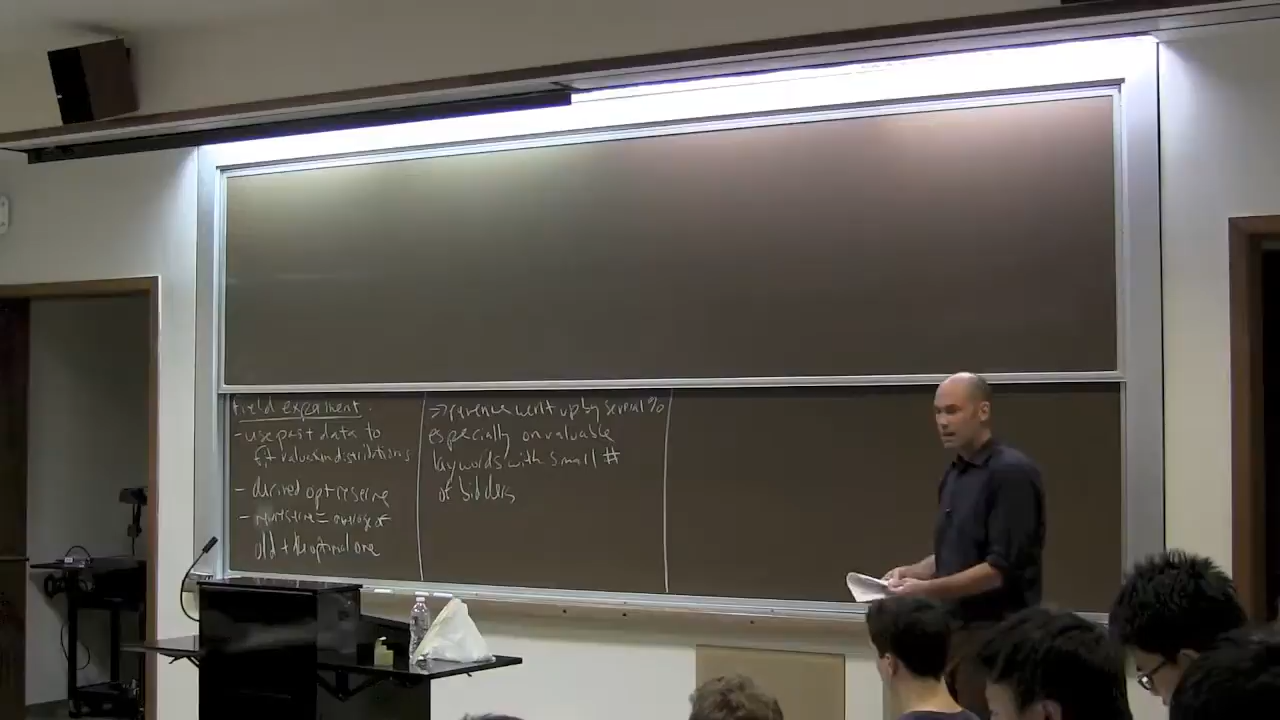 Field experiment.
- use past data to
fit valuation distributions
- derived opt reserve
- new reserve = average of
old + the optimal one
=> revenue went up by several %
especially on valuable
keywords with small #
of bidders